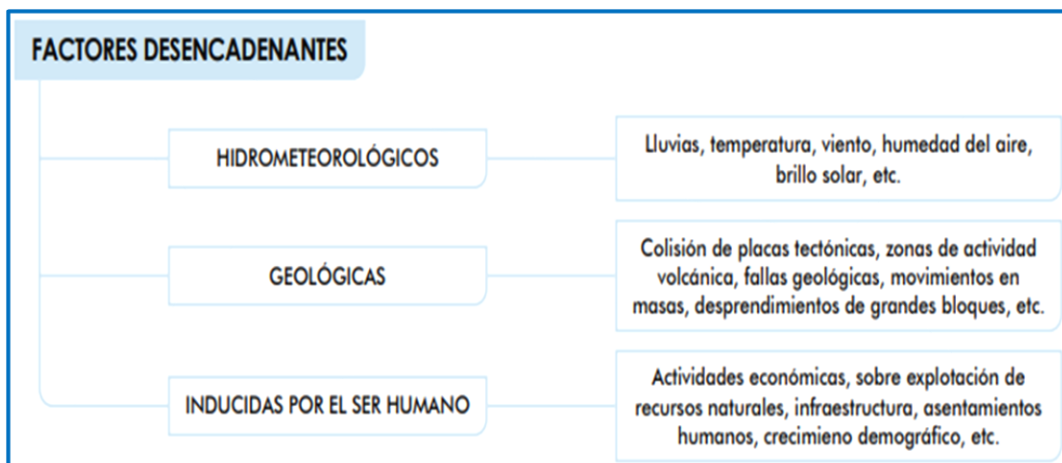 FACTORES DESENCADENANTES
HIDROMETEOROLÓGICOS
Lluvias, temperatura, viento, humedad del aire,
brillo solar, etc.
GEOLÓGICAS
Colisión de placas tectónicas, zonas de actividad
volcánica, fallas geológicas, movimientos en
masas, desprendimientos de grandes bloques, etc.
INDUCIDAS POR EL SER HUMANO
Actividades económicas, sobre explotación de
recursos naturales, infraestructura, asentamientos
humanos, crecimieno demográfico, etc.